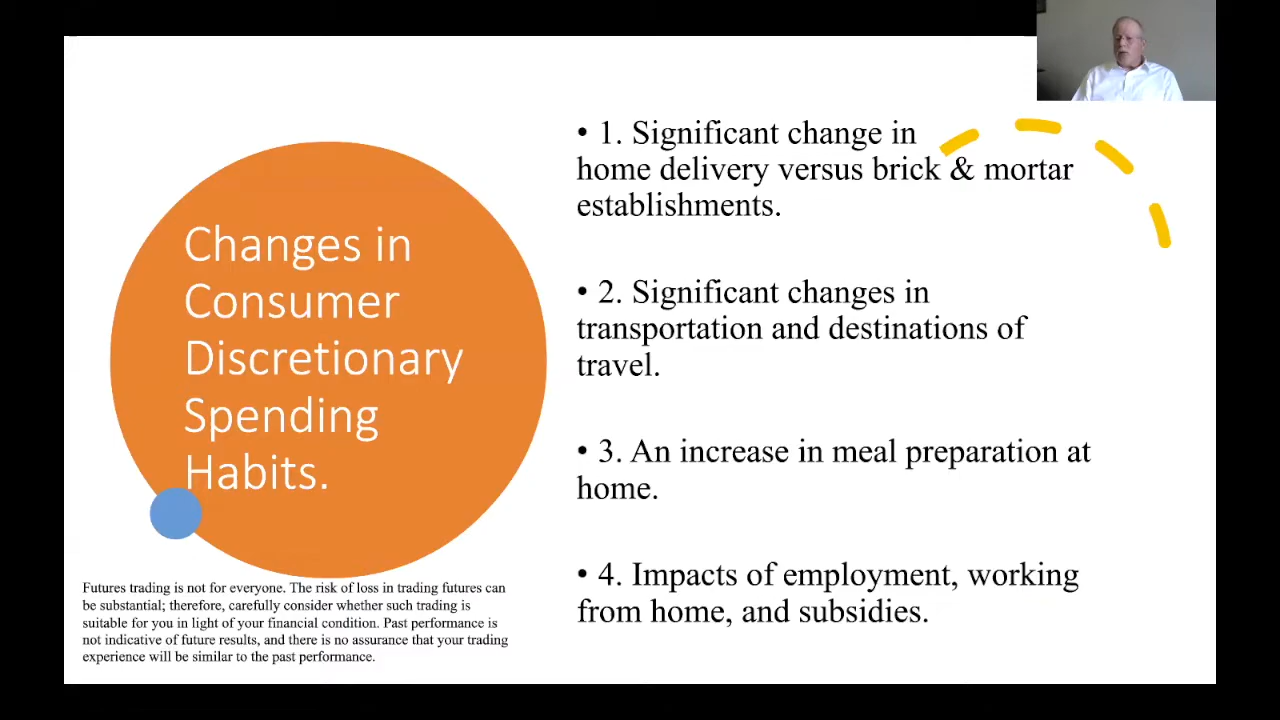 Changes in
Consumer
Discretionary
Spending
Habits.
• 1. Significant change in
home delivery versus brick & mortar
establishments.
• 2. Significant changes in
transportation and destinations of
travel.
• 3. An increase in meal preparation at
home.
• 4. Impacts of employment, working
from home, and subsidies.
Futures trading is not for everyone. The risk of loss in trading futures can
be substantial; therefore, carefully consider whether such trading is
suitable for you in light of your financial condition. Past performance is
not indicative of future results, and there is no assurance that your trading
experience will be similar to the past performance.